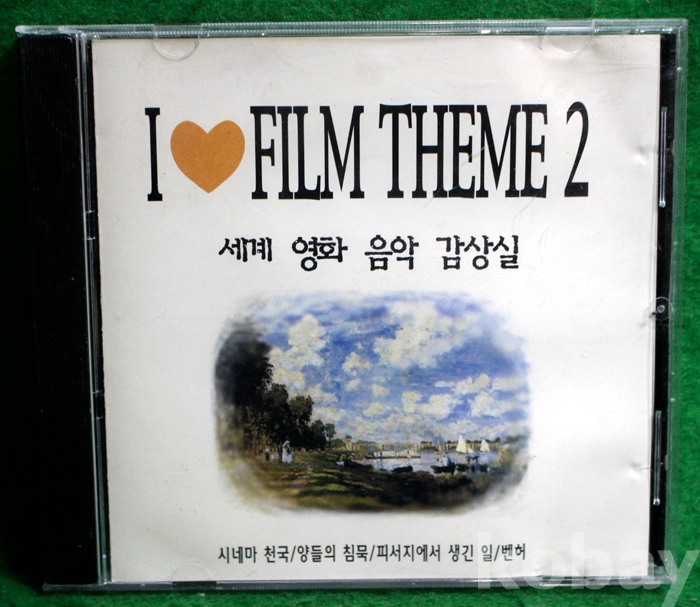 I ♥ FILM THEME 2
세계 영화 음악 감상실
시네마 천국/양들의 침묵/피서지에서 생긴 일/벤허
kobay